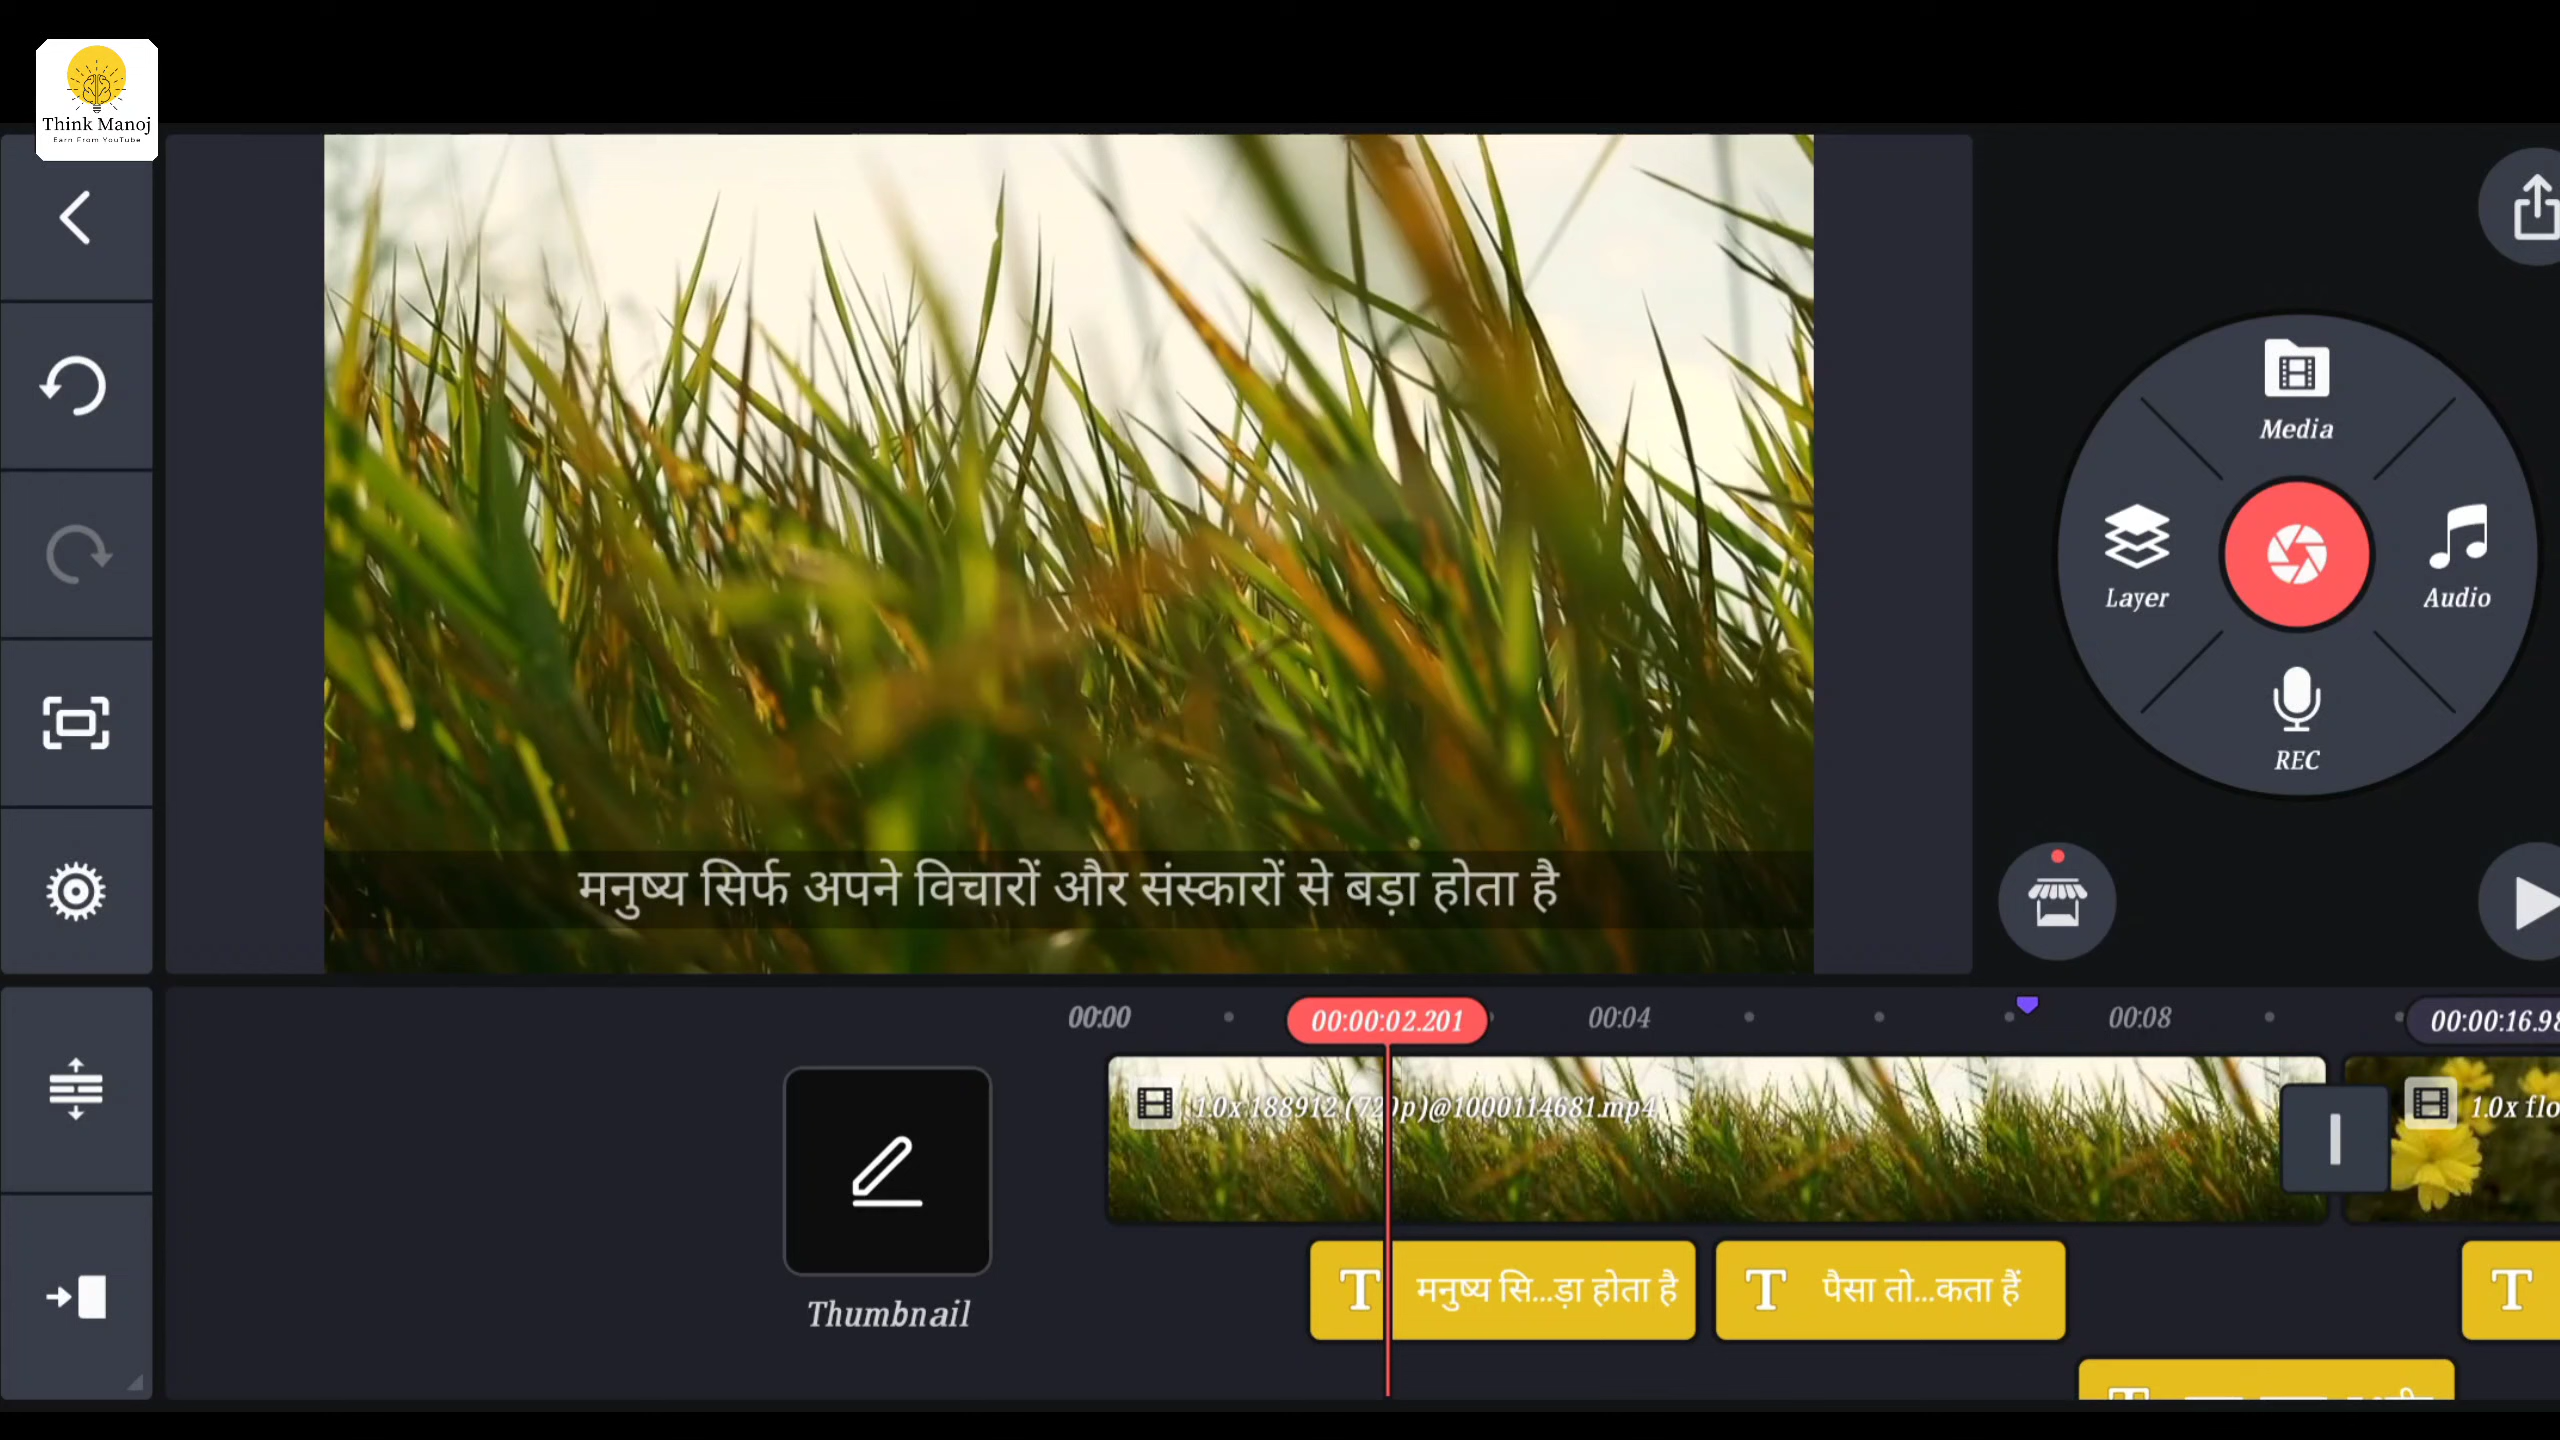 Think Manoj
Earn From YouTube
Media
Layer
Audio
REC
मनुष्य सिर्फ अपने विचारों और संस्कारों से बड़ा होता है
00:00
00:00:02.201
00:04
00:08
00:00:16.98
1.0x 188912 (720p)@1000114681.mp4
1.0x flo
Thumbnail
T मनुष्य सि...ड़ा होता है
T पैसा तो...कता हैं
T